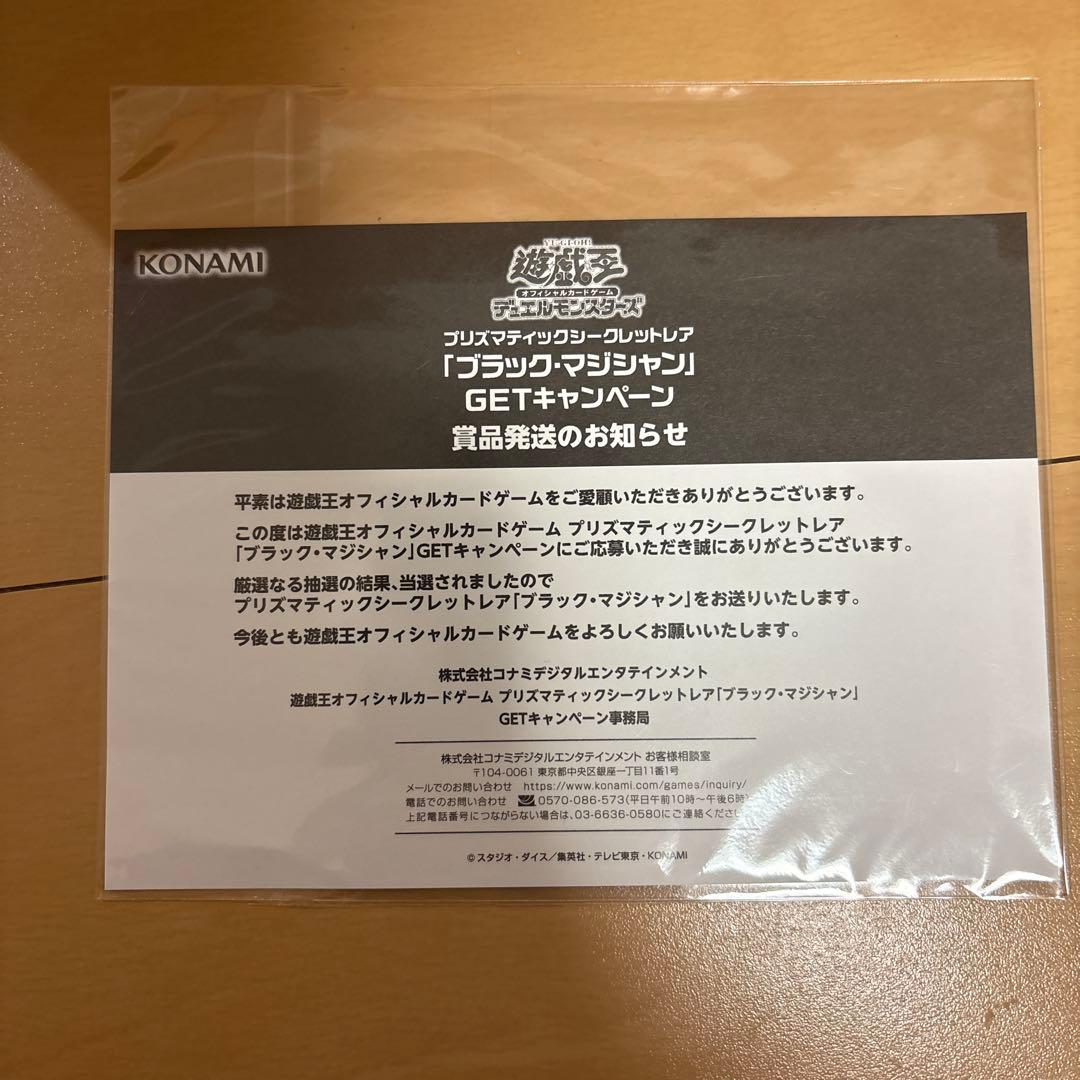 KONAMI
YU-GI-OH!
遊戯王
オフィシャルカードゲーム
デュエルモンスターズ
プリズマティックシークレットレア
「ブラック・マジシャン」
GETキャンペーン
賞品発送のお知らせ
平素は遊戯王オフィシャルカードゲームをご愛顧いただきありがとうございます。
この度は遊戯王オフィシャルカードゲーム プリズマティックシークレットレア
「ブラック・マジシャン」GETキャンペーンにご応募いただき誠にありがとうございます。
厳選なる抽選の結果、当選されましたので
プリズマティックシークレットレア「ブラック・マジシャン」をお送りいたします。
今後とも遊戯王オフィシャルカードゲームをよろしくお願いいたします。
株式会社コナミデジタルエンタテインメント
遊戯王オフィシャルカードゲーム プリズマティックシークレットレア「ブラック・マジシャン」
GETキャンペーン事務局
株式会社コナミデジタルエンタテインメント お客様相談室
〒104-0061 東京都中央区銀座一丁目11番1号
メールでのお問い合わせ https://www.konami.com/games/inquiry/
電話でのお問い合わせ 0570-086-573(平日午前10時～午後6時)
上記電話番号につながらない場合は、03-6636-0580にご連絡ください
©スタジオ・ダイス／集英社・テレビ東京・KONAMI